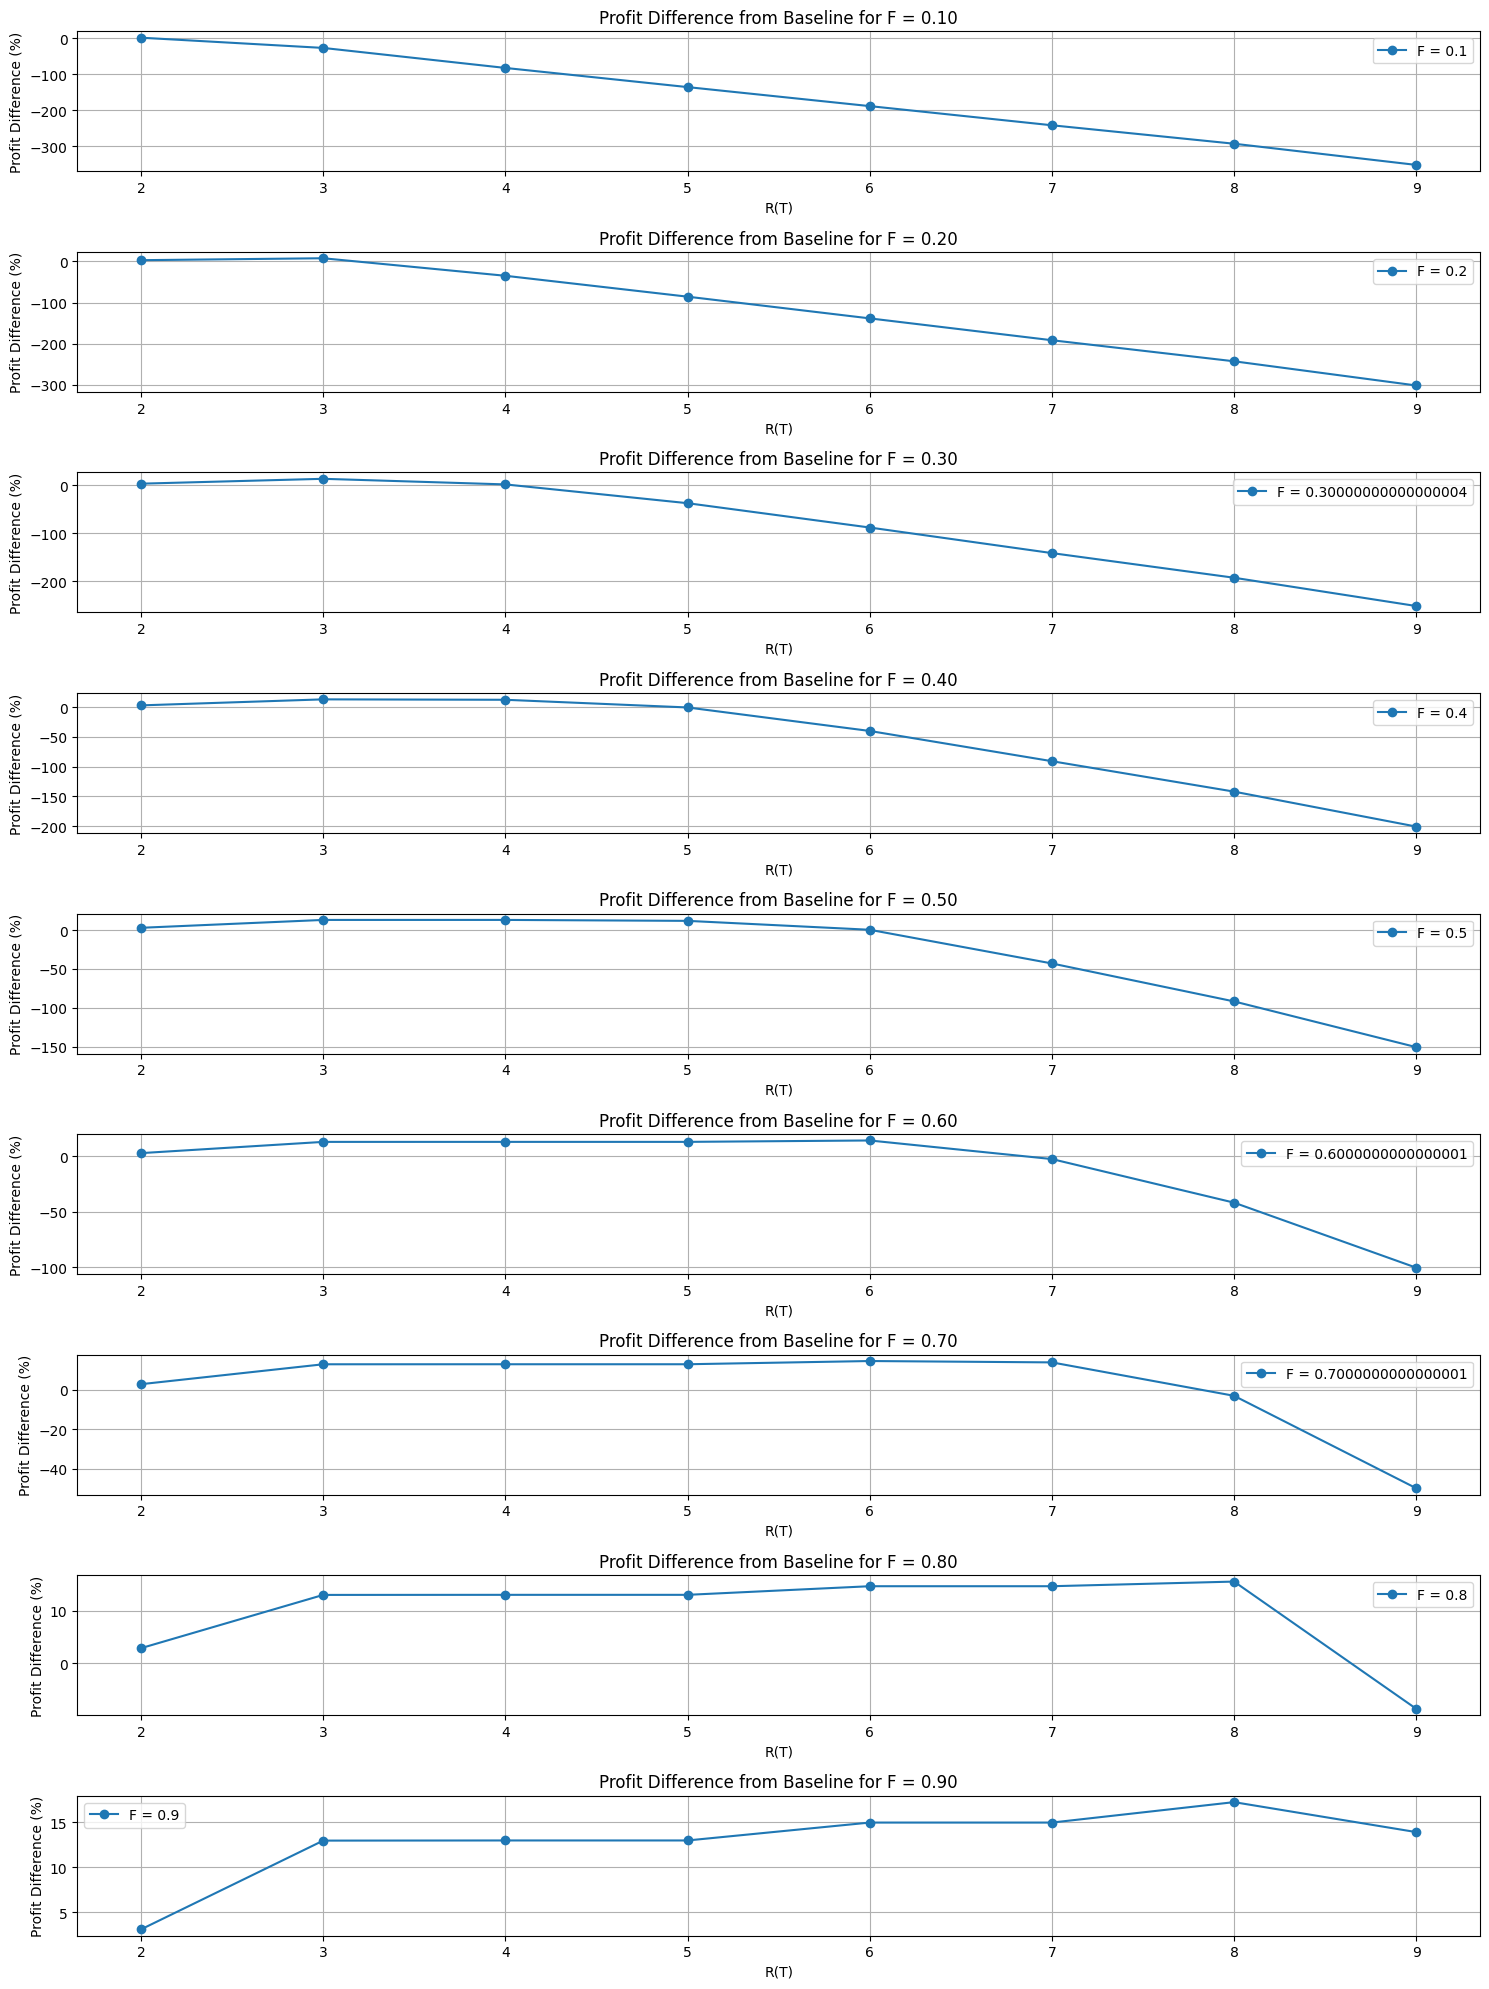 Profit Difference from Baseline for F = 0.10
Profit Difference (%)
0
−100
−200
−300
F = 0.1
2 3 4 5 6 7 8 9
R(T)
Profit Difference from Baseline for F = 0.20
Profit Difference (%)
0
−100
−200
−300
F = 0.2
2 3 4 5 6 7 8 9
R(T)
Profit Difference from Baseline for F = 0.30
Profit Difference (%)
0
−100
−200
F = 0.30000000000000004
2 3 4 5 6 7 8 9
R(T)
Profit Difference from Baseline for F = 0.40
Profit Difference (%)
0
−50
−100
−150
−200
F = 0.4
2 3 4 5 6 7 8 9
R(T)
Profit Difference from Baseline for F = 0.50
Profit Difference (%)
0
−50
−100
−150
F = 0.5
2 3 4 5 6 7 8 9
R(T)
Profit Difference from Baseline for F = 0.60
Profit Difference (%)
0
−50
−100
F = 0.6000000000000001
2 3 4 5 6 7 8 9
R(T)
Profit Difference from Baseline for F = 0.70
Profit Difference (%)
0
−20
−40
F = 0.7000000000000001
2 3 4 5 6 7 8 9
R(T)
Profit Difference from Baseline for F = 0.80
Profit Difference (%)
10
0
F = 0.8
2 3 4 5 6 7 8 9
R(T)
Profit Difference from Baseline for F = 0.90
Profit Difference (%)
15
10
5
F = 0.9
2 3 4 5 6 7 8 9
R(T)